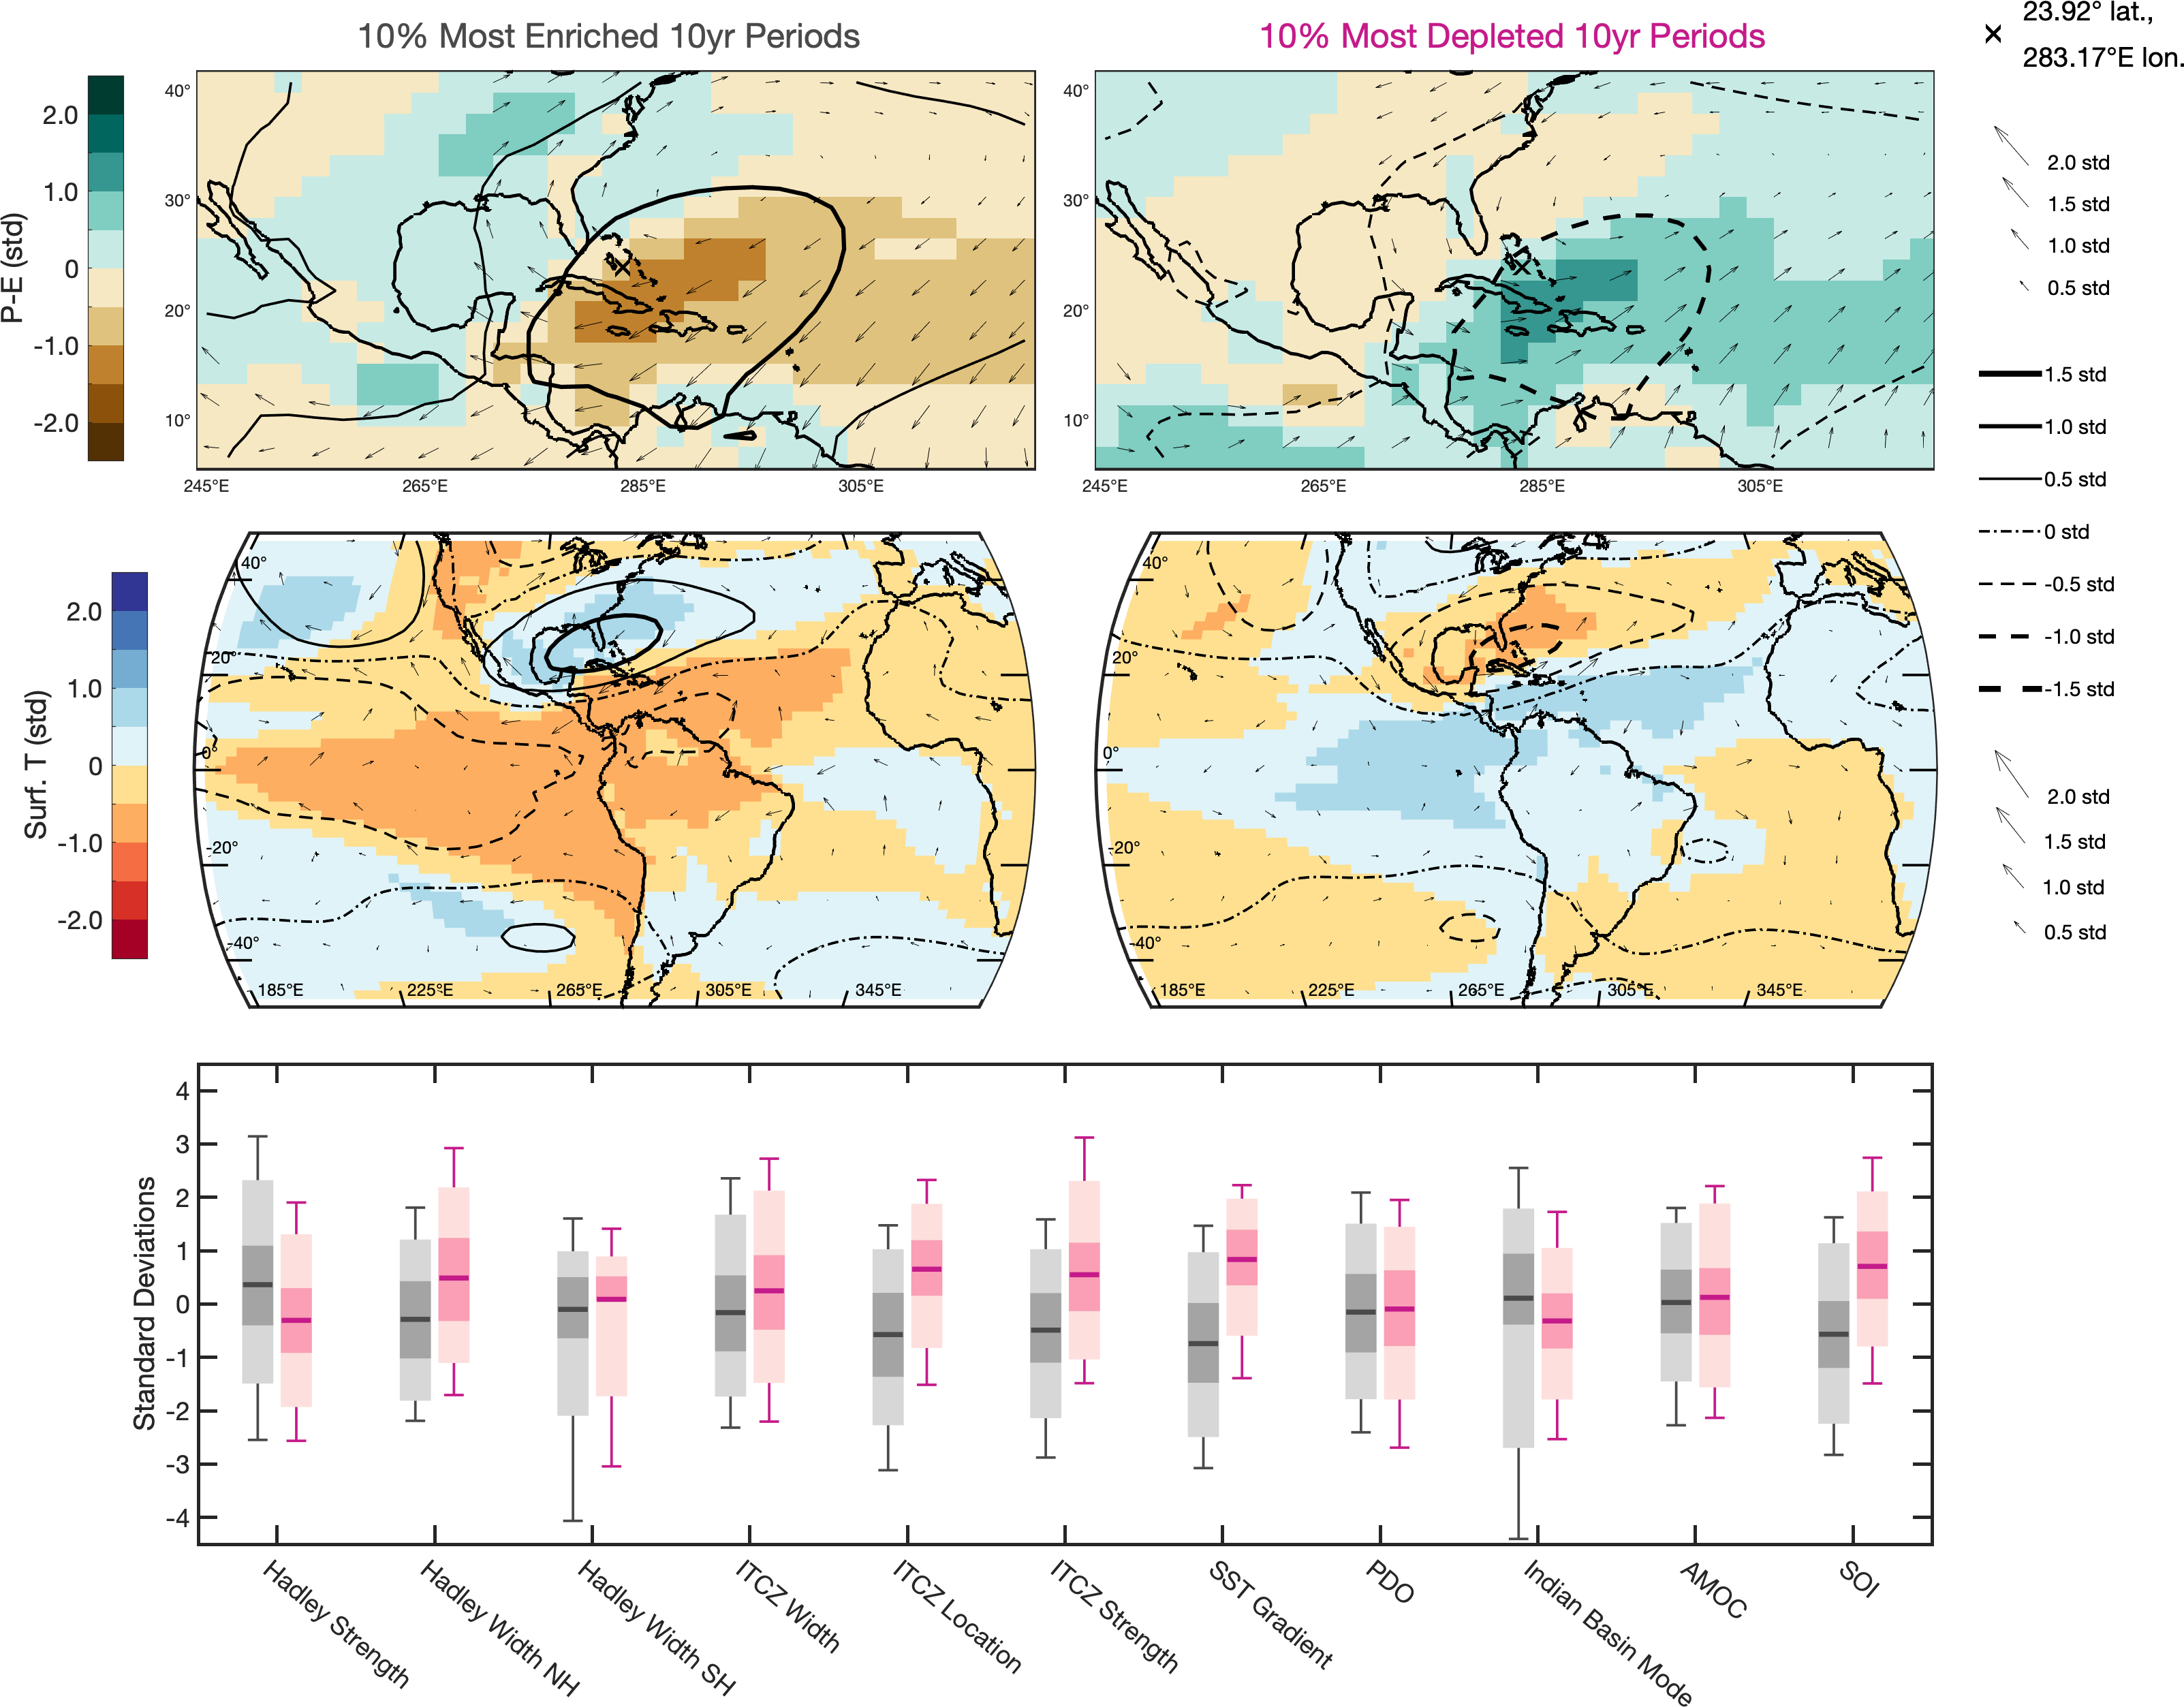 10% Most Enriched 10yr Periods
10% Most Depleted 10yr Periods
23.92° lat.,
283.17°E lon.
P-E (std)
2.0
1.0
0
-1.0
-2.0
40°
30°
20°
10°
245°E 265°E 285°E 305°E
40°
30°
20°
10°
245°E 265°E 285°E 305°E
2.0 std
1.5 std
1.0 std
0.5 std
1.5 std
1.0 std
0.5 std
0 std
-0.5 std
-1.0 std
-1.5 std
Surf. T (std)
2.0
1.0
0
-1.0
-2.0
40°
20°
0°
-20°
-40°
185°E 225°E 265°E 305°E 345°E
40°
20°
0°
-20°
-40°
185°E 225°E 265°E 305°E 345°E
2.0 std
1.5 std
1.0 std
0.5 std
Standard Deviations
4
3
2
1
0
-1
-2
-3
-4
Hadley Strength
Hadley Width NH
Hadley Width SH
ITCZ Width
ITCZ Location
ITCZ Strength
SST Gradient
PDO
Indian Basin Mode
AMOC
SOI